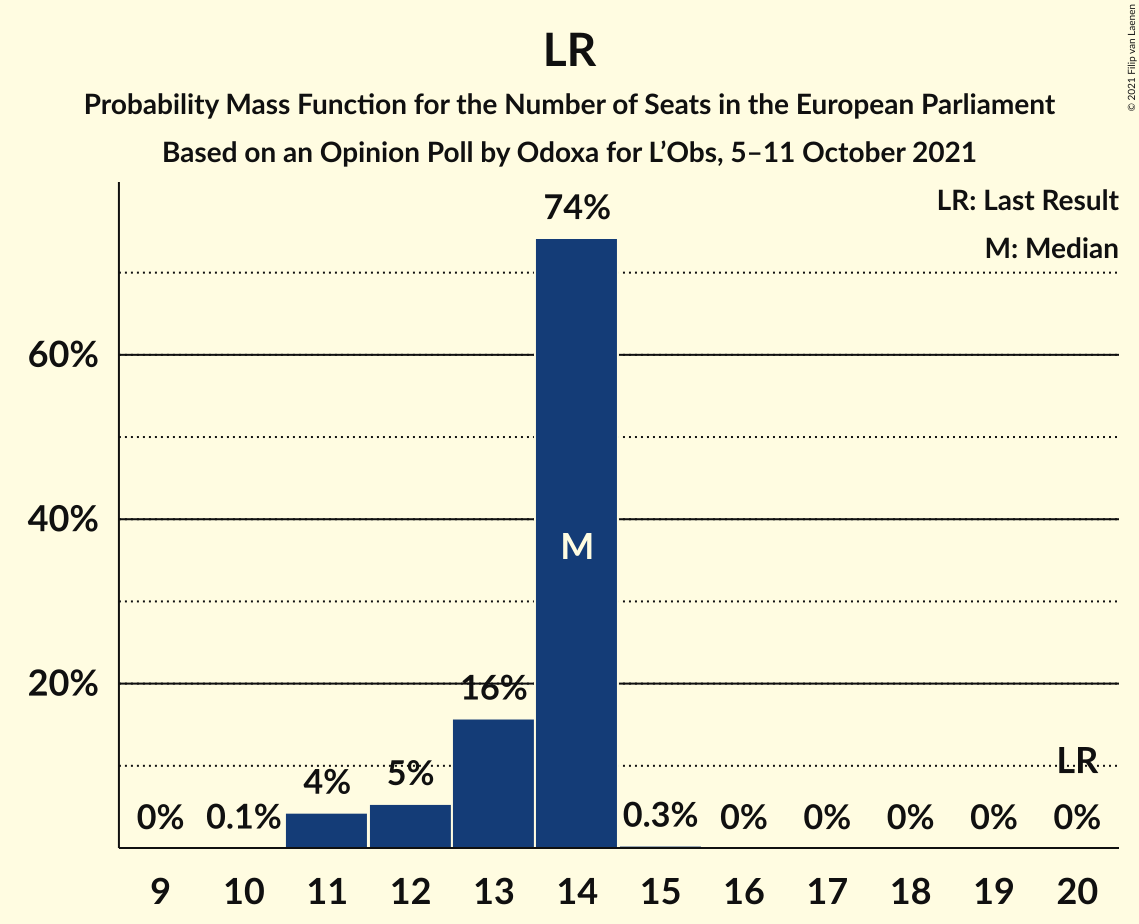 LR
Probability Mass Function for the Number of Seats in the European Parliament
Based on an Opinion Poll by Odoxa for L’Obs, 5–11 October 2021
© 2021 Filip van Laenen
LR: Last Result
M: Median
74%
60%
40%
M
20%
16%
LR
4%
5%
0%
0.1%
0.3%
0%
0%
0%
0%
0%
9 10 11 12 13 14 15 16 17 18 19 20